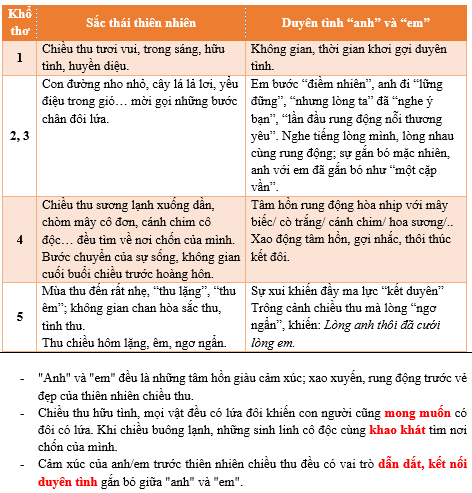 Khổ thơ
Sắc thái thiên nhiên
Duyên tình “anh” và “em”
1
Chiều thu tươi vui, trong sáng, hữu
tình, huyền diệu.
Không gian, thời gian khơi gợi duyên
tình.
2, 3
Con đường nho nhỏ, cây lá lả lơi, yểu
điệu trong gió… mời gọi những bước
chân đôi lứa.
Em bước “điềm nhiên”, anh đi “lững
đững”, “nhưng lòng ta” đã “nghe ý
bạn”, “lần đầu rung động nỗi thương
yêu”. Nghe tiếng lòng mình, lòng nhau
cùng rung động; sự gắn bó mặc nhiên,
anh với em đã gắn bó như “một cặp
vần”.
4
Chiều thu sương lạnh xuống dần,
chòm mây cô đơn, cánh chim cô
độc… đều tìm về nơi chốn của mình.
Bước chuyển của sự sống, không gian
cuối buổi chiều trước hoàng hôn.
Tâm hồn rung động hòa nhịp với mây
biếc/ cò trắng/ cánh chim/ hoa sương/..
Xao động tâm hồn, gợi nhắc, thôi thúc
kết đôi.
5
Mùa thu đến rất nhẹ, “thu lặng”, “thu
êm”; không gian chan hòa sắc thu,
tình thu.
Thu chiều hôm lặng, êm, ngơ ngẩn.
Sự xui khiến đầy ma lực “kết duyên”
Trông cảnh chiều thu mà lòng “ngơ
ngẩn”, khiến: Lòng anh thôi đã cưới
lòng em.
- "Anh" và "em" đều là những tâm hồn giàu cảm xúc; xao xuyến, rung động trước vẻ
đẹp của thiên nhiên chiều thu.
- Chiều thu hữu tình, mọi vật đều có lứa đôi khiến con người cũng mong muốn có
đôi có lứa. Khi chiều buông lạnh, những sinh linh cô độc cùng khao khát tìm nơi
chốn của mình.
- Cảm xúc của anh/em trước thiên nhiên chiều thu đều có vai trò dẫn dắt, kết nối
duyên tình gắn bó giữa "anh" và "em".